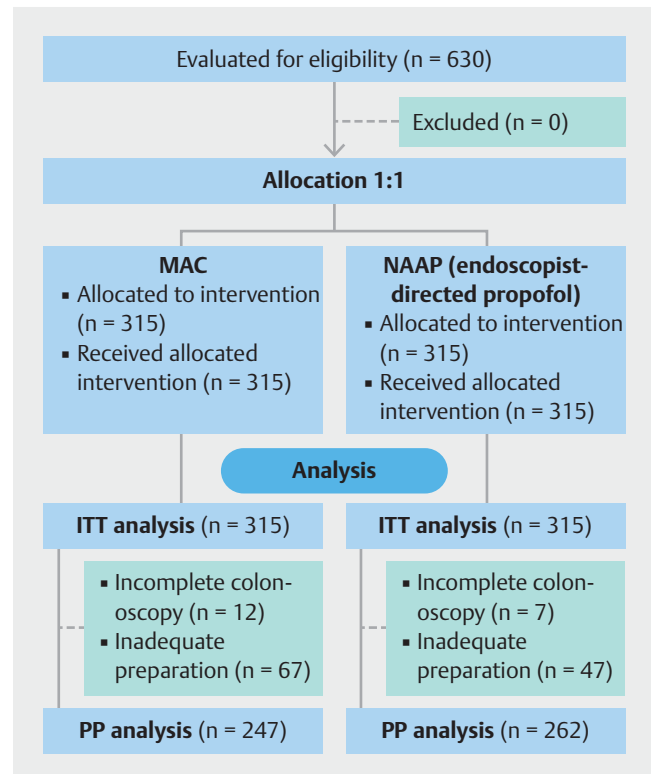 Evaluated for eligibility (n = 630)
Excluded (n = 0)
Allocation 1:1
MAC
▪ Allocated to intervention
(n = 315)
▪ Received allocated
intervention (n = 315)
NAAP (endoscopist-
directed propofol)
▪ Allocated to intervention
(n = 315)
▪ Received allocated
intervention (n = 315)
Analysis
ITT analysis (n = 315)
▪ Incomplete colon-
oscopy (n = 12)
▪ Inadequate
preparation (n = 67)
PP analysis (n = 247)
ITT analysis (n = 315)
▪ Incomplete colon-
oscopy (n = 7)
▪ Inadequate
preparation (n = 47)
PP analysis (n = 262)